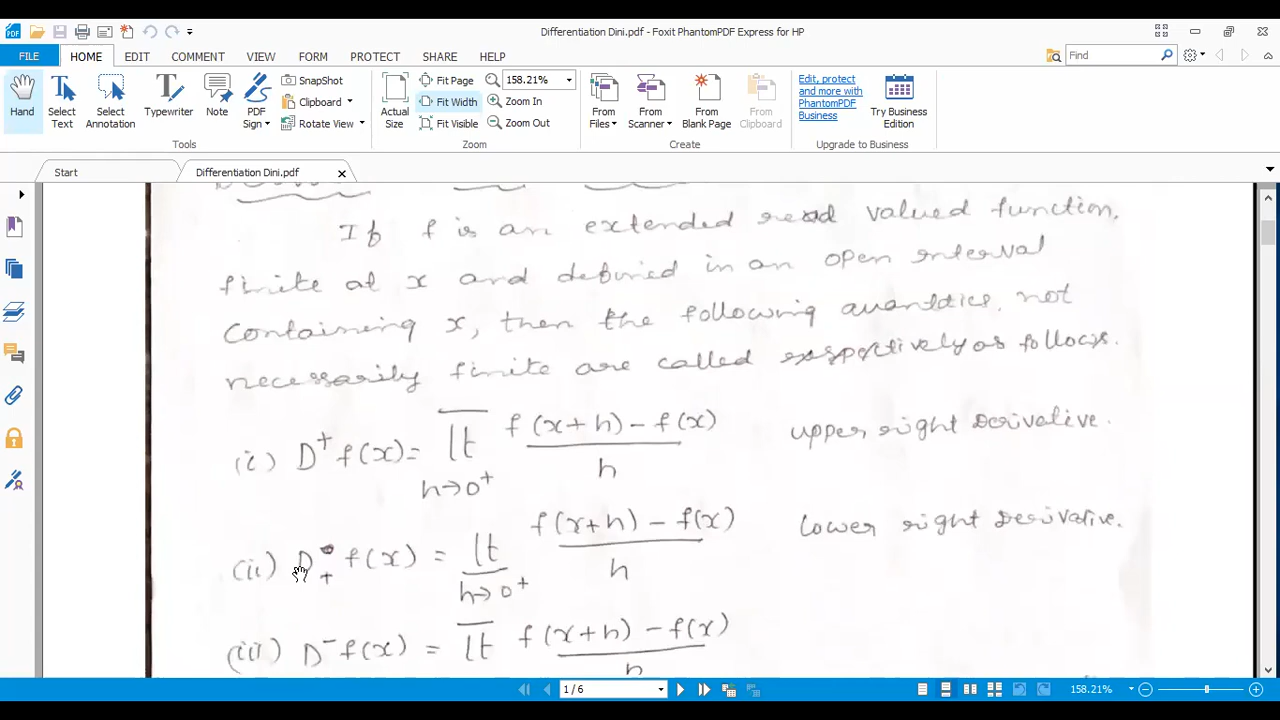 Differentiation Dini.pdf - Foxit PhantomPDF Express for HP
FILE HOME EDIT COMMENT VIEW FORM PROTECT SHARE HELP Find
Hand
Select Text
Select Annotation
Typewriter
Note
PDF Sign
SnapShot
Clipboard
Rotate View
Tools
Actual Size
Fit Page
Fit Width
Fit Visible
158.21%
Zoom In
Zoom Out
Zoom
From Files
From Scanner
From Blank Page
From Clipboard
Create
Edit, protect and more with PhantomPDF Business
Try Business Edition
Upgrade to Business
Start Differentiation Dini.pdf
If f is an extended real valued function,
finite at x and defined in an open interval
containing x, then the following quantities, not
necessarily finite are called respectively as follows.
(i) D⁺ f(x) = l̅t̅ h→0⁺ f(x+h) - f(x) / h upper right derivative.
(ii) D₊ f(x) = l̲t̲ h→0⁺ f(x+h) - f(x) / h lower right derivative.
(iii) D⁻ f(x) = l̅t̅ f(x+h) - f(x) / h
1 / 6 158.21%